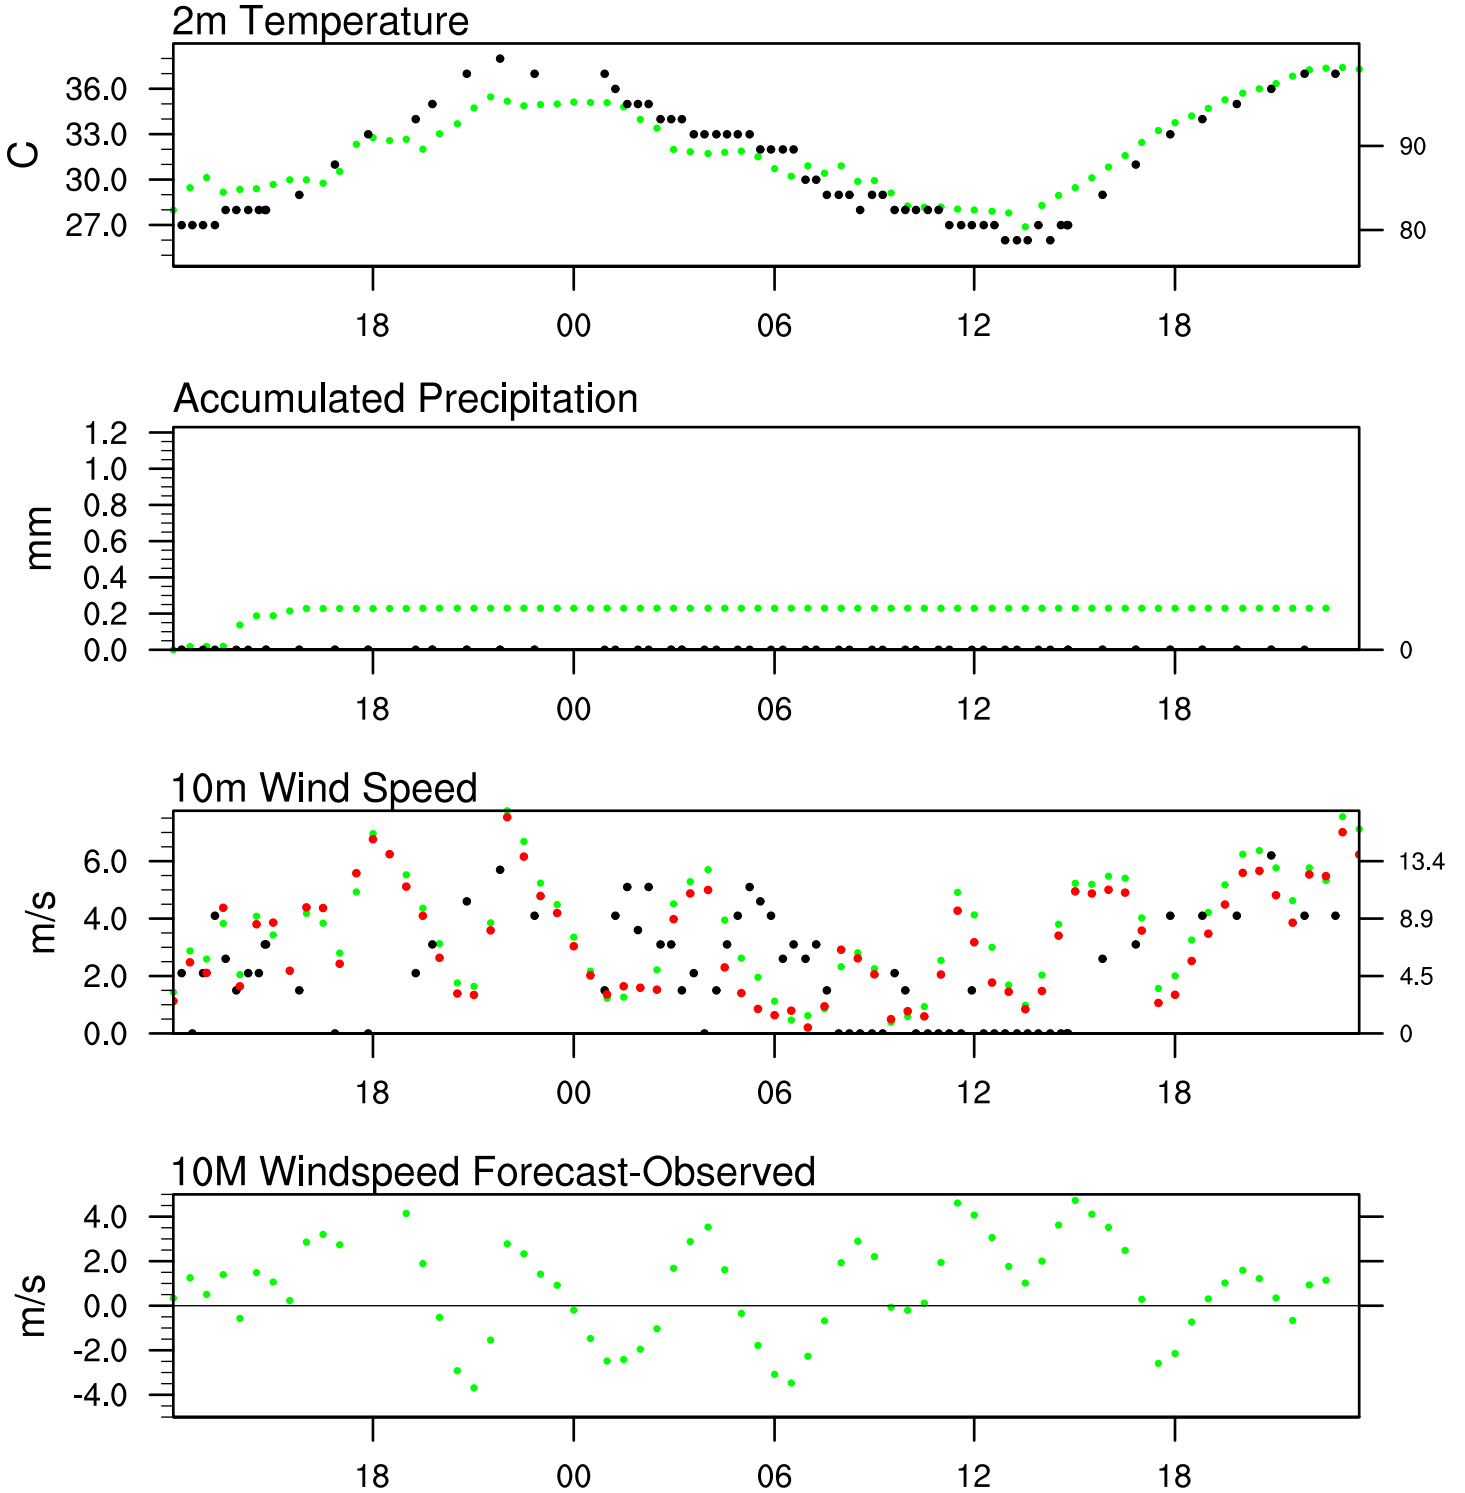 2m Temperature
C
36.0
33.0
30.0
27.0
90
80
18 00 06 12 18
Accumulated Precipitation
mm
1.2
1.0
0.8
0.6
0.4
0.2
0.0
0
18 00 06 12 18
10m Wind Speed
m/s
6.0
4.0
2.0
0.0
13.4
8.9
4.5
0
18 00 06 12 18
10M Windspeed Forecast-Observed
m/s
4.0
2.0
0.0
-2.0
-4.0
18 00 06 12 18